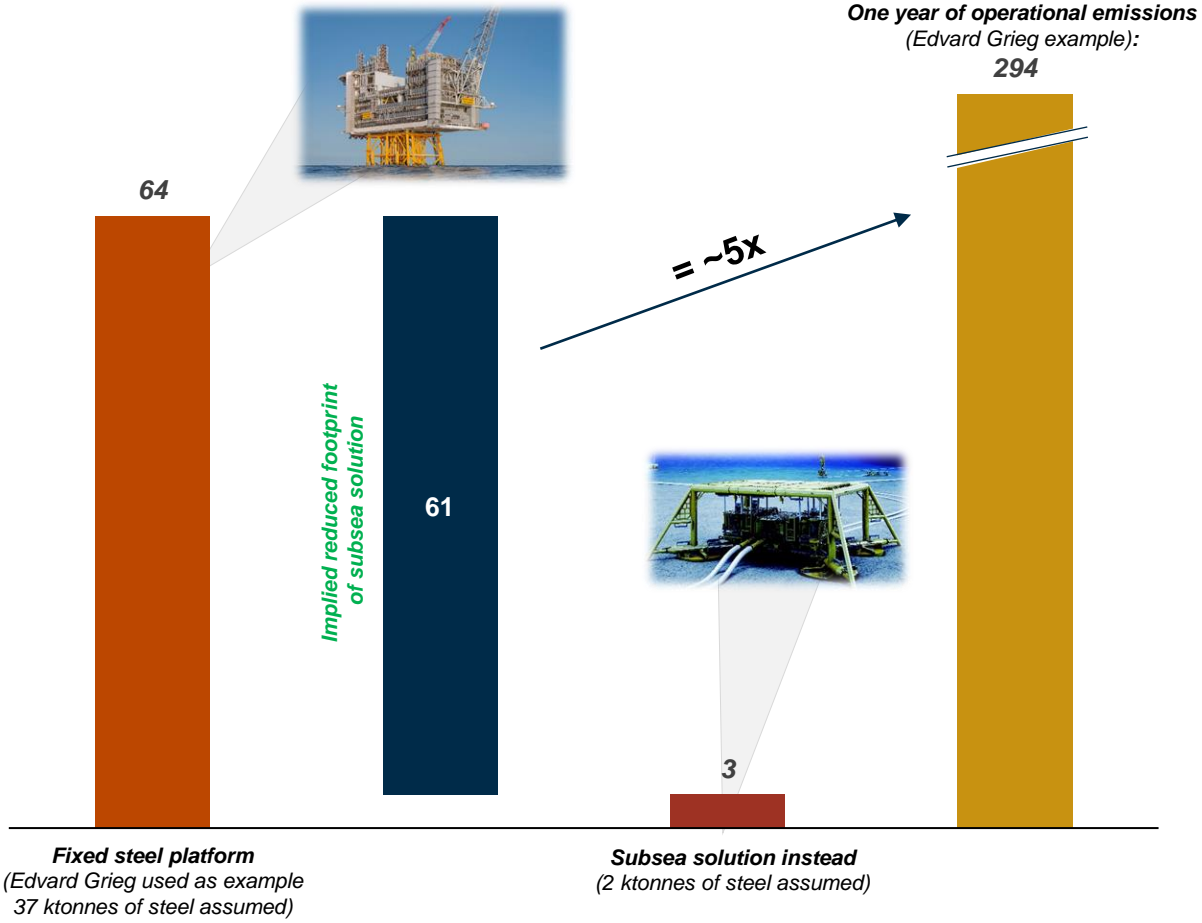 One year of operational emissions
(Edvard Grieg example):
294
64
= ~5x
Implied reduced footprint
of subsea solution
61
3
Fixed steel platform
(Edvard Grieg used as example
37 ktonnes of steel assumed)
Subsea solution instead
(2 ktonnes of steel assumed)